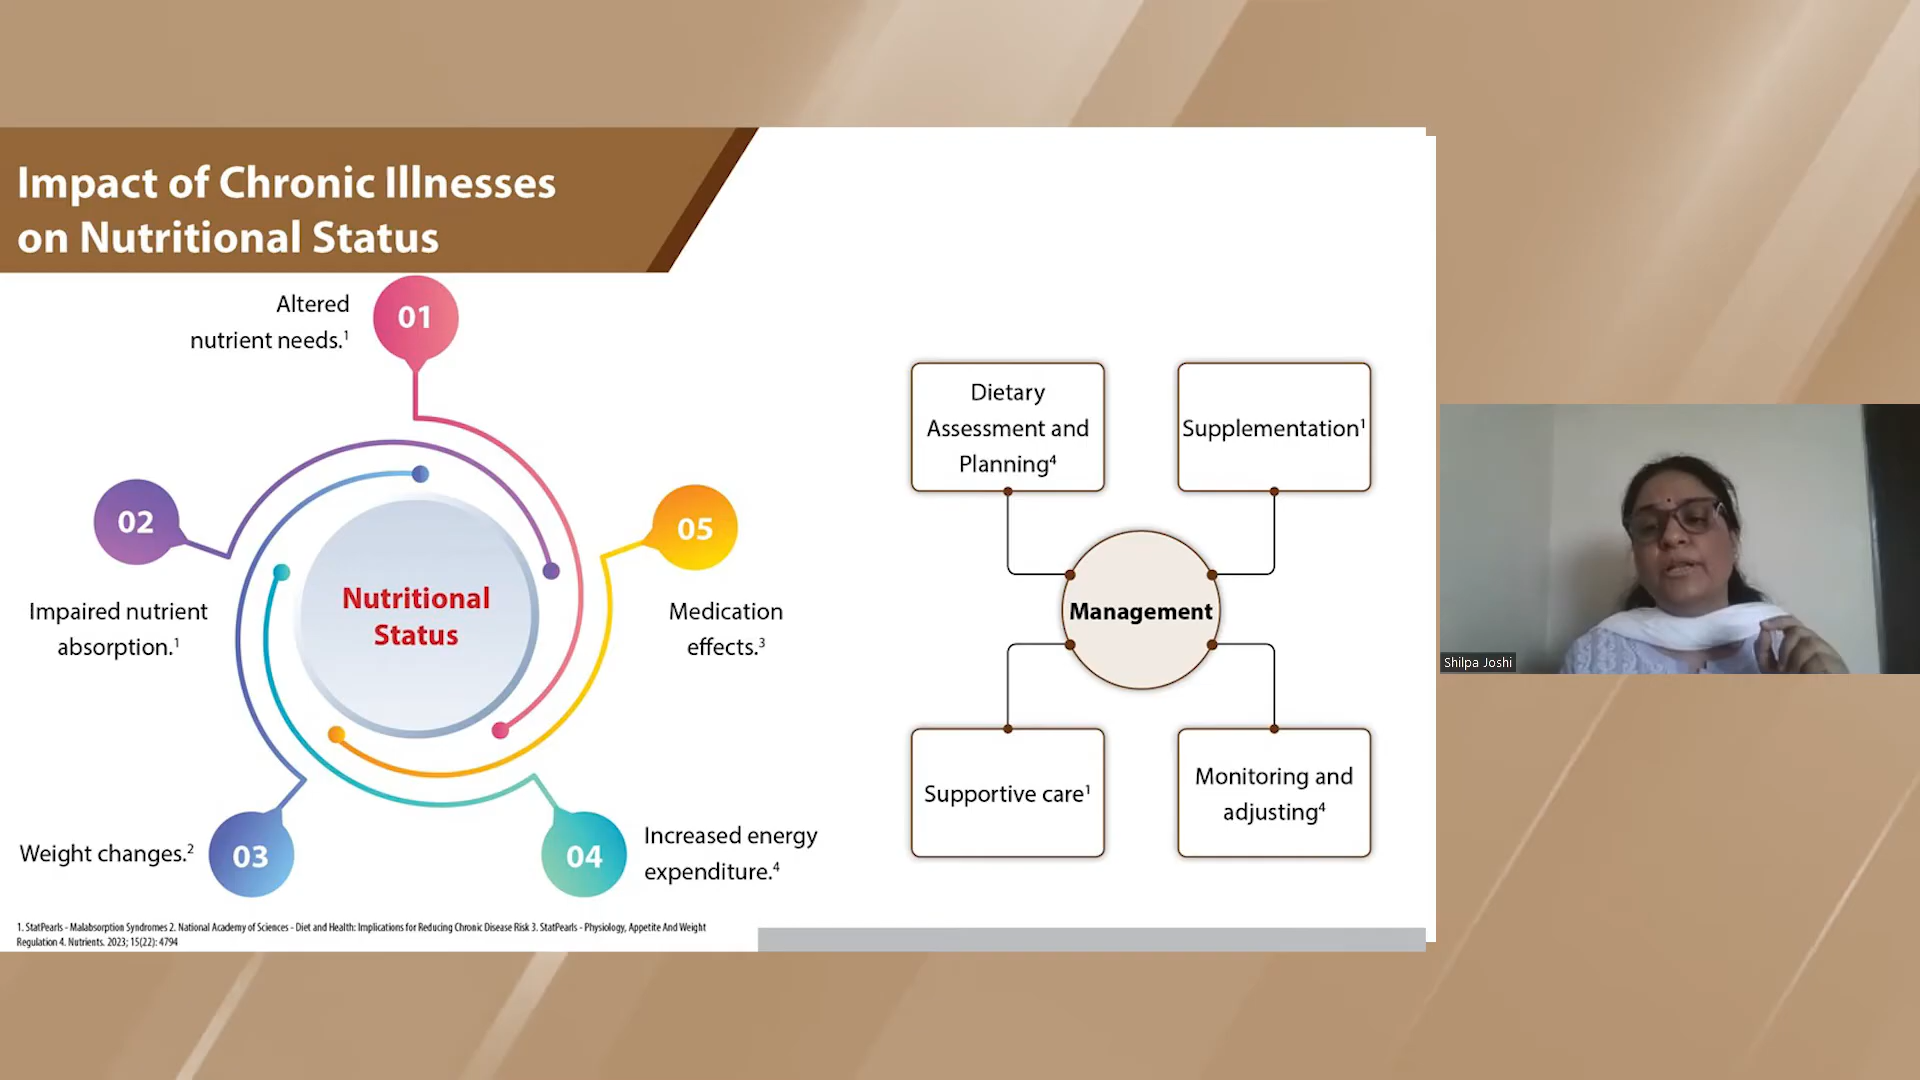 Impact of Chronic Illnesses
on Nutritional Status
01
Altered
nutrient needs.¹
02
Impaired nutrient
absorption.¹
03
Weight changes.²
04
Increased energy
expenditure.⁴
05
Medication
effects.³
Nutritional
Status
Dietary
Assessment and
Planning⁴
Supplementation¹
Management
Supportive care¹
Monitoring and
adjusting⁴
1. StatPearls - Malabsorption Syndromes 2. National Academy of Sciences - Diet and Health: Implications for Reducing Chronic Disease Risk 3. StatPearls - Physiology, Appetite And Weight
Regulation 4. Nutrients. 2023; 15(22): 4794
Shilpa Joshi